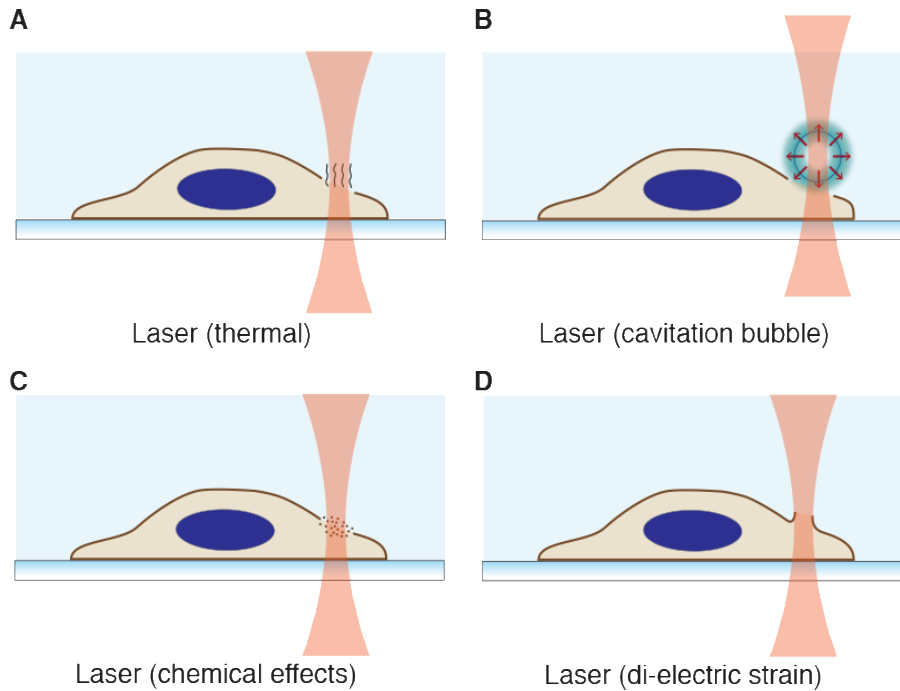 A
B
Laser (thermal)
Laser (cavitation bubble)
C
D
Laser (chemical effects)
Laser (di-electric strain)